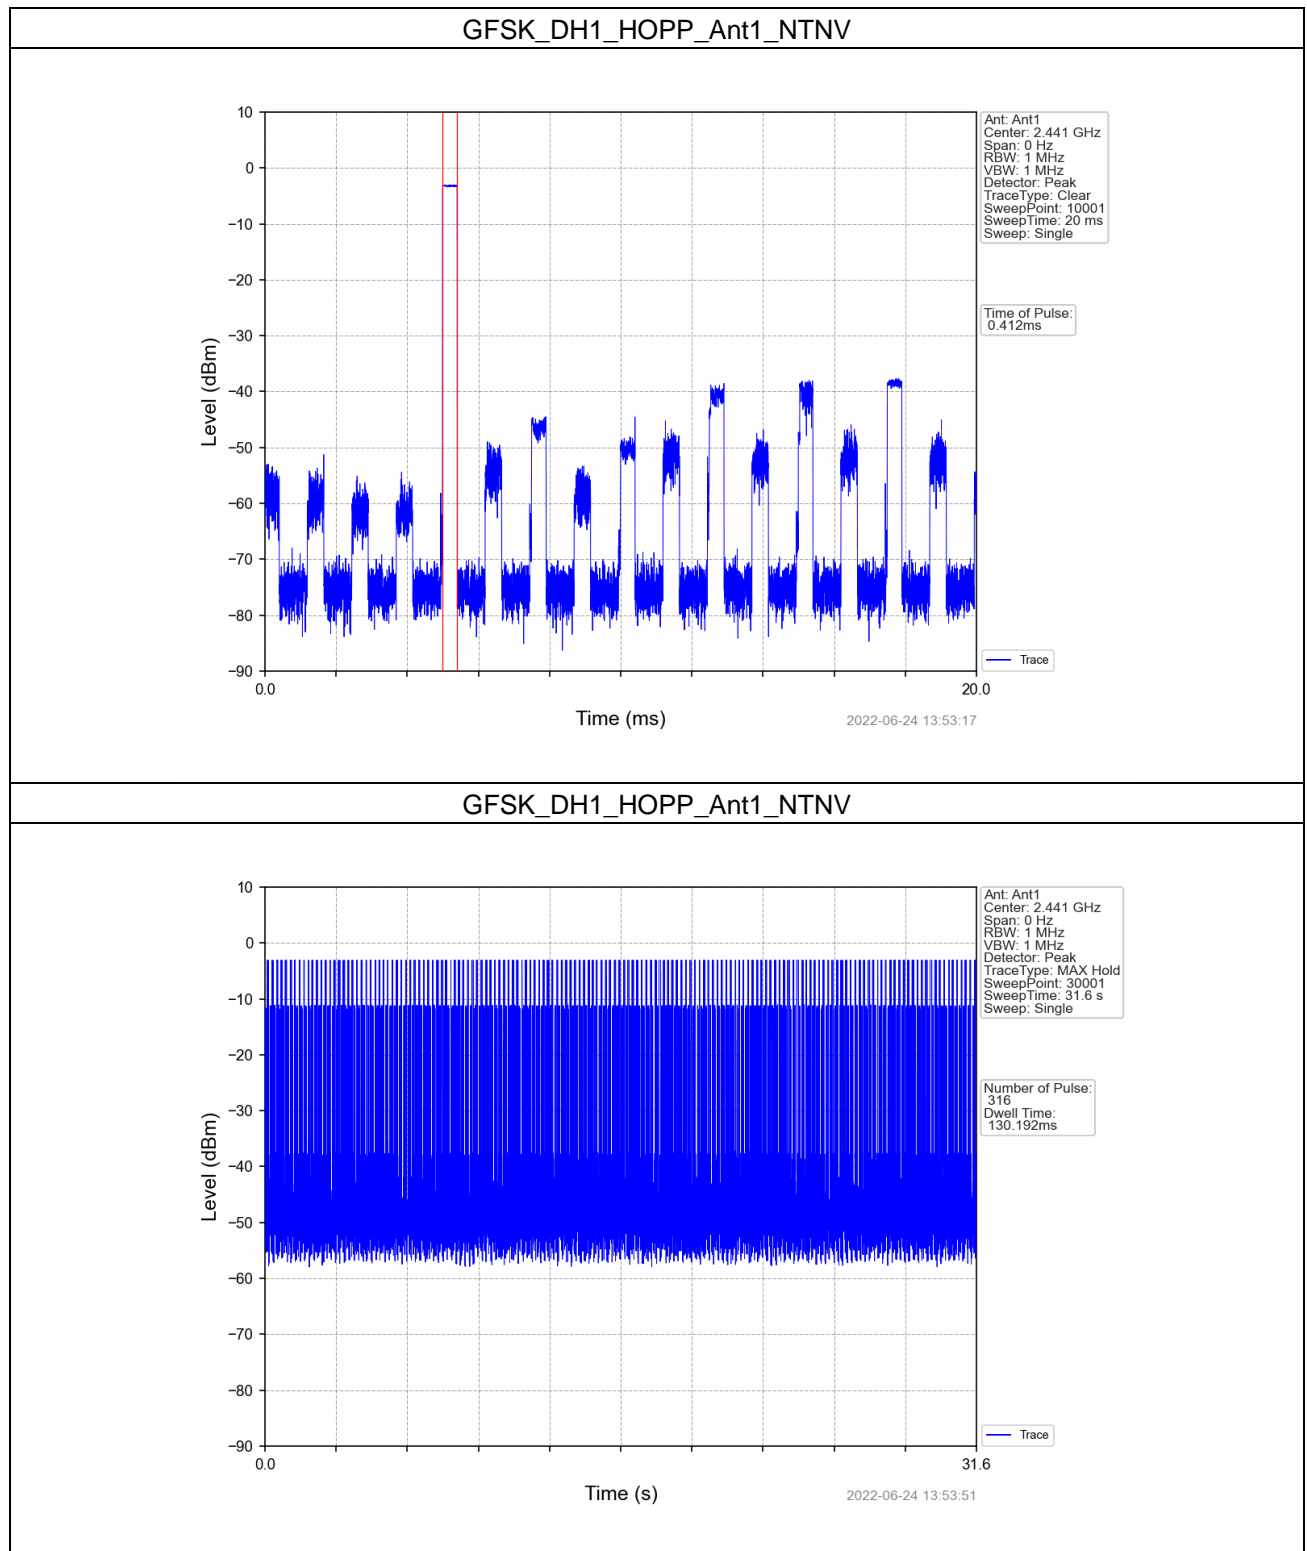 GFSK_DH1_HOPP_Ant1_NTNV
10
0
−10
−20
−30
−40
−50
−60
−70
−80
−90
Level (dBm)
0.0
20.0
Time (ms)
2022-06-24 13:53:17
Ant: Ant1
Center: 2.441 GHz
Span: 0 Hz
RBW: 1 MHz
VBW: 1 MHz
Detector: Peak
TraceType: Clear
SweepPoint: 10001
SweepTime: 20 ms
Sweep: Single
Time of Pulse:
0.412ms
Trace
GFSK_DH1_HOPP_Ant1_NTNV
10
0
−10
−20
−30
−40
−50
−60
−70
−80
−90
Level (dBm)
0.0
31.6
Time (s)
2022-06-24 13:53:51
Ant: Ant1
Center: 2.441 GHz
Span: 0 Hz
RBW: 1 MHz
VBW: 1 MHz
Detector: Peak
TraceType: MAX Hold
SweepPoint: 30001
SweepTime: 31.6 s
Sweep: Single
Number of Pulse:
316
Dwell Time:
130.192ms
Trace